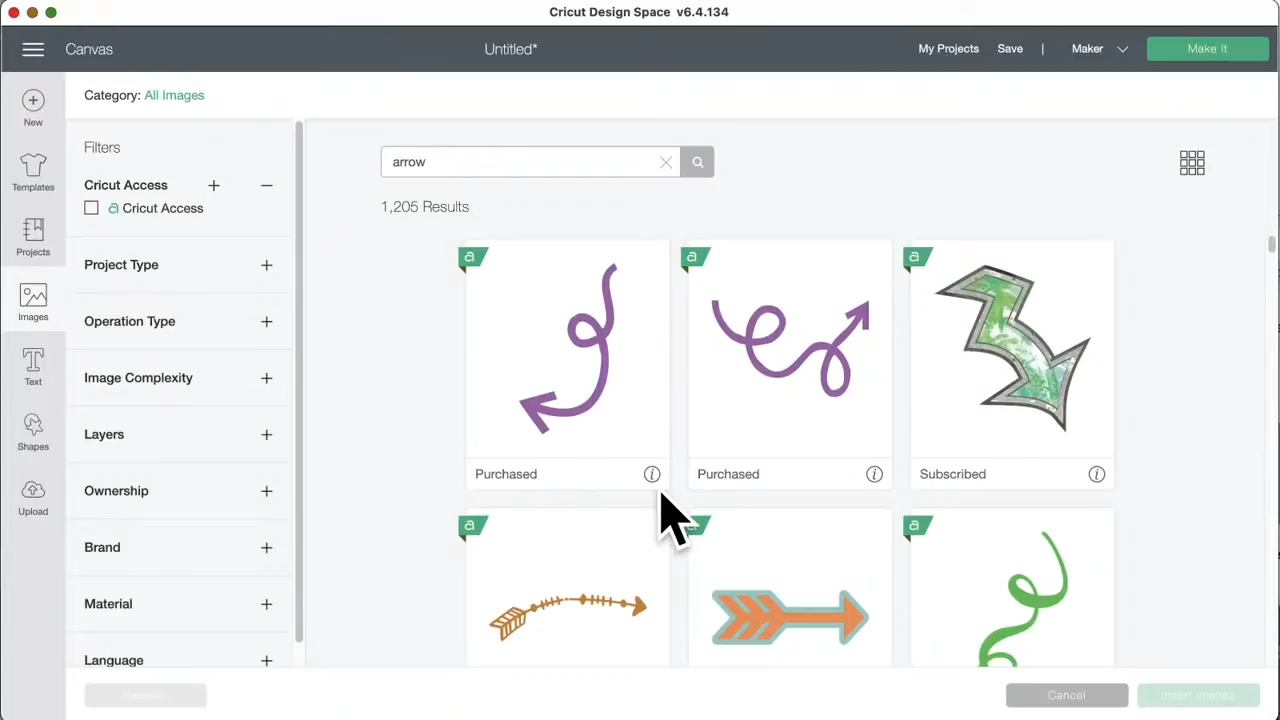 Cricut Design Space v6.4.134
Canvas
Untitled*
My Projects Save | Maker Make It
New
Templates
Projects
Images
Text
Shapes
Upload
Category: All Images
Filters
Cricut Access
a Cricut Access
Project Type
Operation Type
Image Complexity
Layers
Ownership
Brand
Material
Language
arrow
1,205 Results
a
a
a
Purchased
Purchased
Subscribed
a
a
a
Cancel
Insert Images